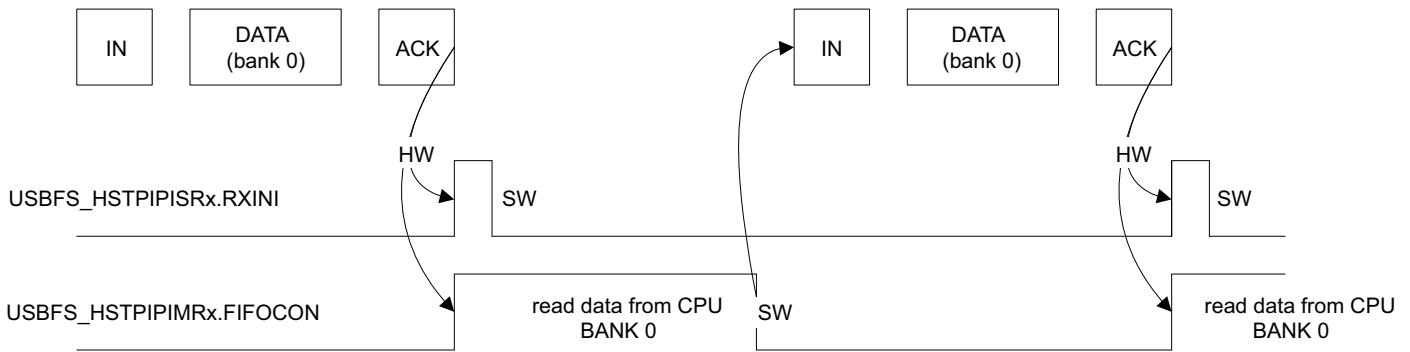 IN
DATA
(bank 0)
ACK
IN
DATA
(bank 0)
ACK
HW
HW
USBFS_HSTPIPISRx.RXINI
SW
SW
USBFS_HSTPIPIMRx.FIFOCON
read data from CPU
BANK 0
SW
read data from CPU
BANK 0